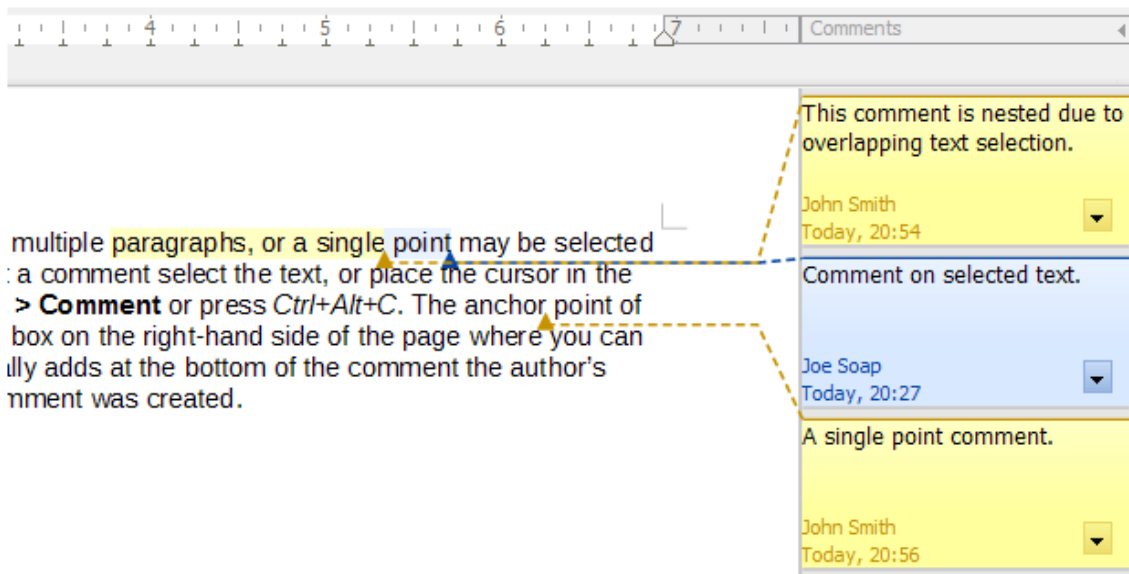 4 5 6 7 Comments
This comment is nested due to
overlapping text selection.
John Smith
Today, 20:54
multiple paragraphs, or a single point may be selected
a comment select the text, or place the cursor in the
> Comment or press Ctrl+Alt+C. The anchor point of
box on the right-hand side of the page where you can
ally adds at the bottom of the comment the author's
mment was created.
Comment on selected text.
Joe Soap
Today, 20:27
A single point comment.
John Smith
Today, 20:56